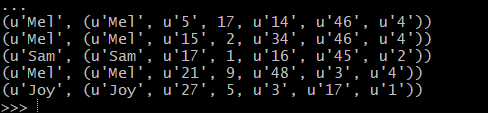 ...
(u'Mel', (u'Mel', u'5', 17, u'14', u'46', u'4'))
(u'Mel', (u'Mel', u'15', 2, u'34', u'46', u'4'))
(u'Sam', (u'Sam', u'17', 1, u'16', u'45', u'2'))
(u'Mel', (u'Mel', u'21', 9, u'48', u'3', u'4'))
(u'Joy', (u'Joy', u'27', 5, u'3', u'17', u'1'))
>>>